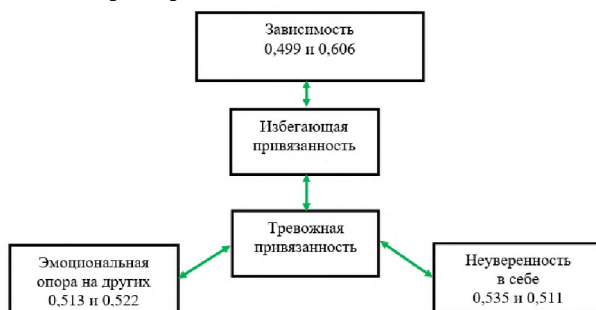 Зависимость
0,499 и 0,606
Избегающая
привязанность
Тревожная
привязанность
Эмоциональная
опора на других
0,513 и 0,522
Неуверенность
в себе
0,535 и 0,511